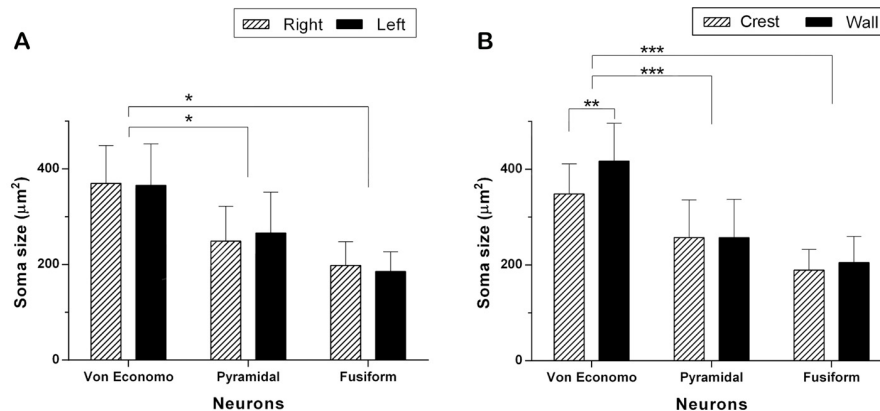 A
Right Left
*
*
400
200
0
Soma size (μm²)
Von Economo Pyramidal Fusiform
Neurons
B
Crest Wall
***
***
**
400
200
0
Soma size (μm²)
Von Economo Pyramidal Fusiform
Neurons